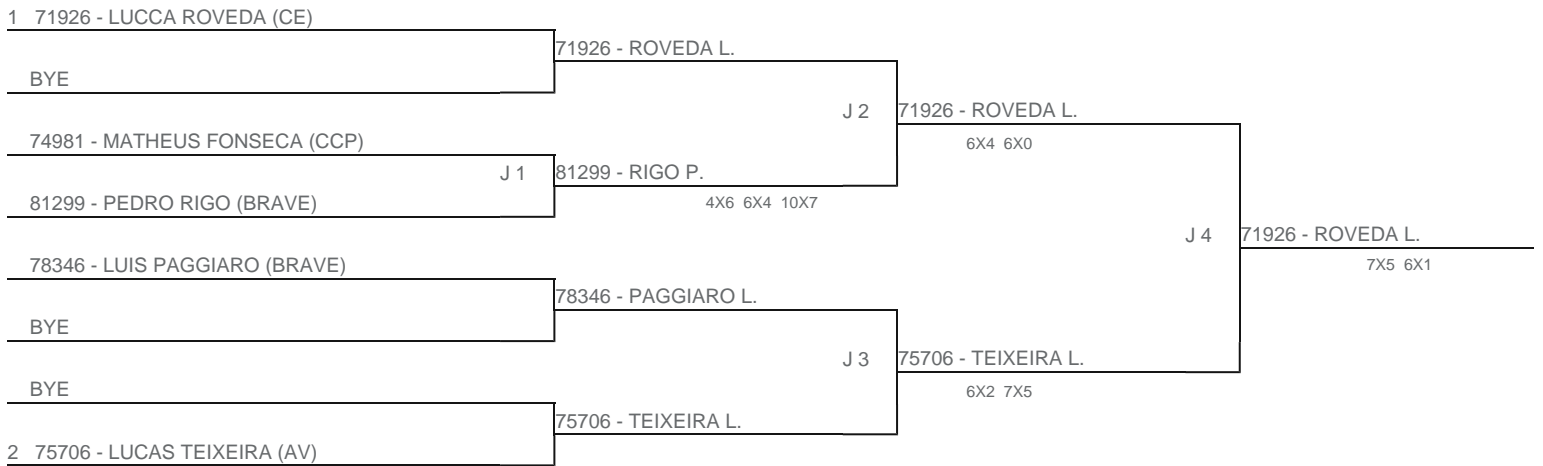 1 71926 - LUCCA ROVEDA (CE)
71926 - ROVEDA L.
BYE
J 2 71926 - ROVEDA L.
6X4 6X0
74981 - MATHEUS FONSECA (CCP)
J 1 81299 - RIGO P.
4X6 6X4 10X7
81299 - PEDRO RIGO (BRAVE)
J 4 71926 - ROVEDA L.
7X5 6X1
78346 - LUIS PAGGIARO (BRAVE)
78346 - PAGGIARO L.
BYE
J 3 75706 - TEIXEIRA L.
6X2 7X5
BYE
75706 - TEIXEIRA L.
2 75706 - LUCAS TEIXEIRA (AV)